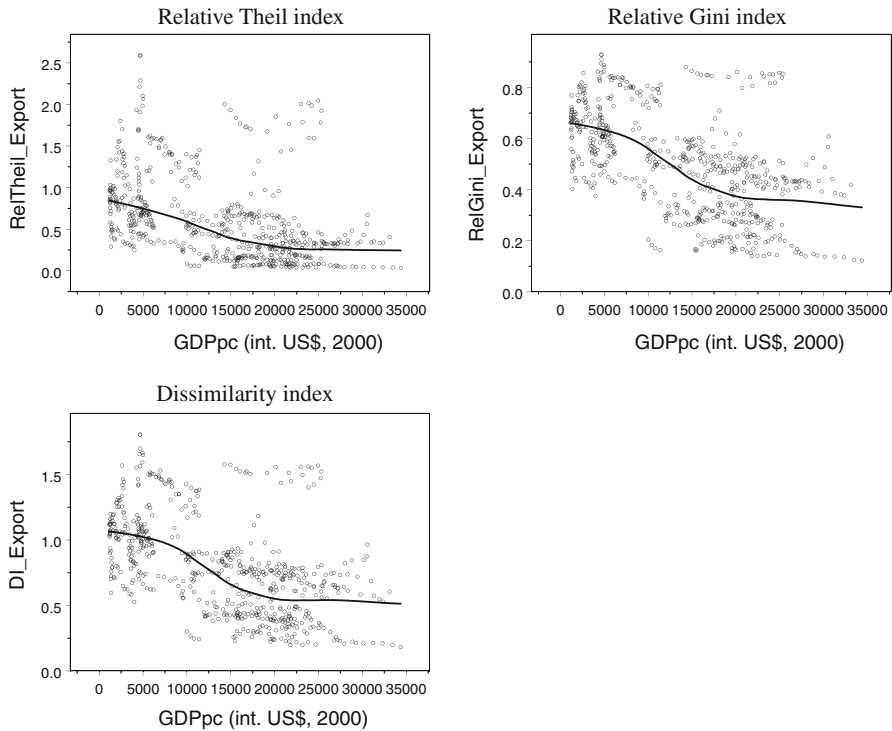 Relative Theil index
RelTheil_Export
2.5
2.0
1.5
1.0
0.5
0.0
0 5000 10000 15000 20000 25000 30000 35000
GDPpc (int. US$, 2000)
Relative Gini index
RelGini_Export
0.8
0.6
0.4
0.2
0.0
0 5000 10000 15000 20000 25000 30000 35000
GDPpc (int. US$, 2000)
Dissimilarity index
DI_Export
1.5
1.0
0.5
0.0
0 5000 10000 15000 20000 25000 30000 35000
GDPpc (int. US$, 2000)